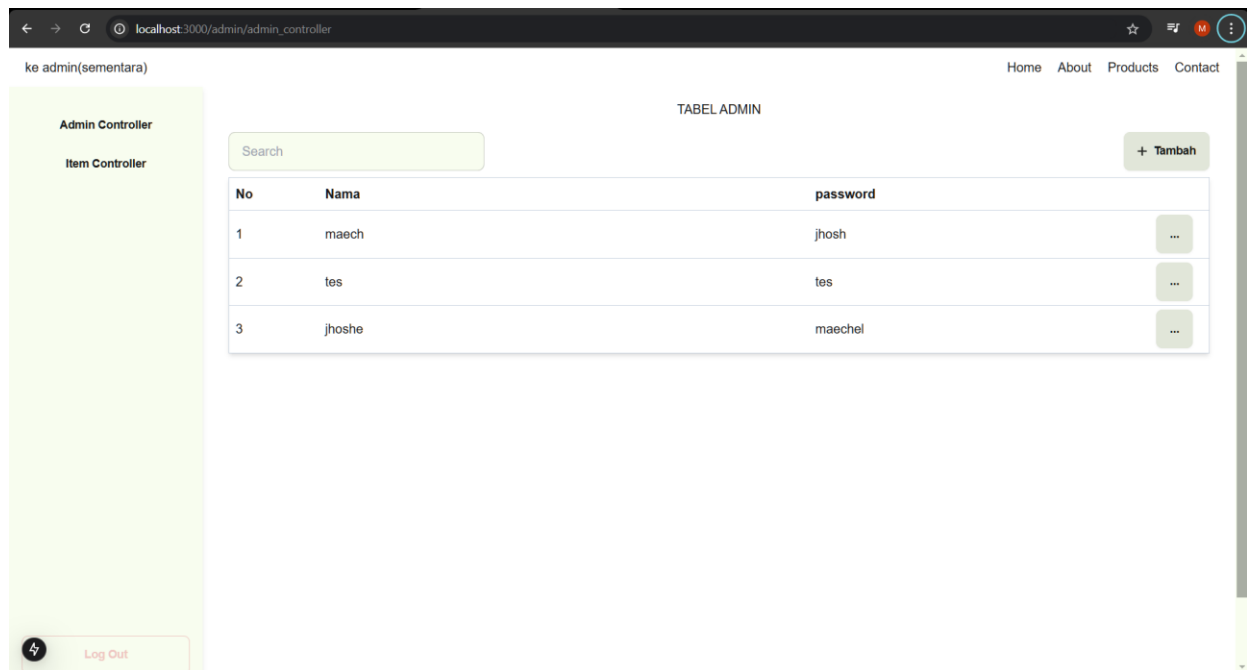 localhost:3000/admin/admin_controller
M
ke admin(sementara)
Home About Products Contact
Admin Controller
Item Controller
TABEL ADMIN
Search
+ Tambah
No Nama password
1 maech jhosh ...
2 tes tes ...
3 jhoshe maechel ...
Log Out